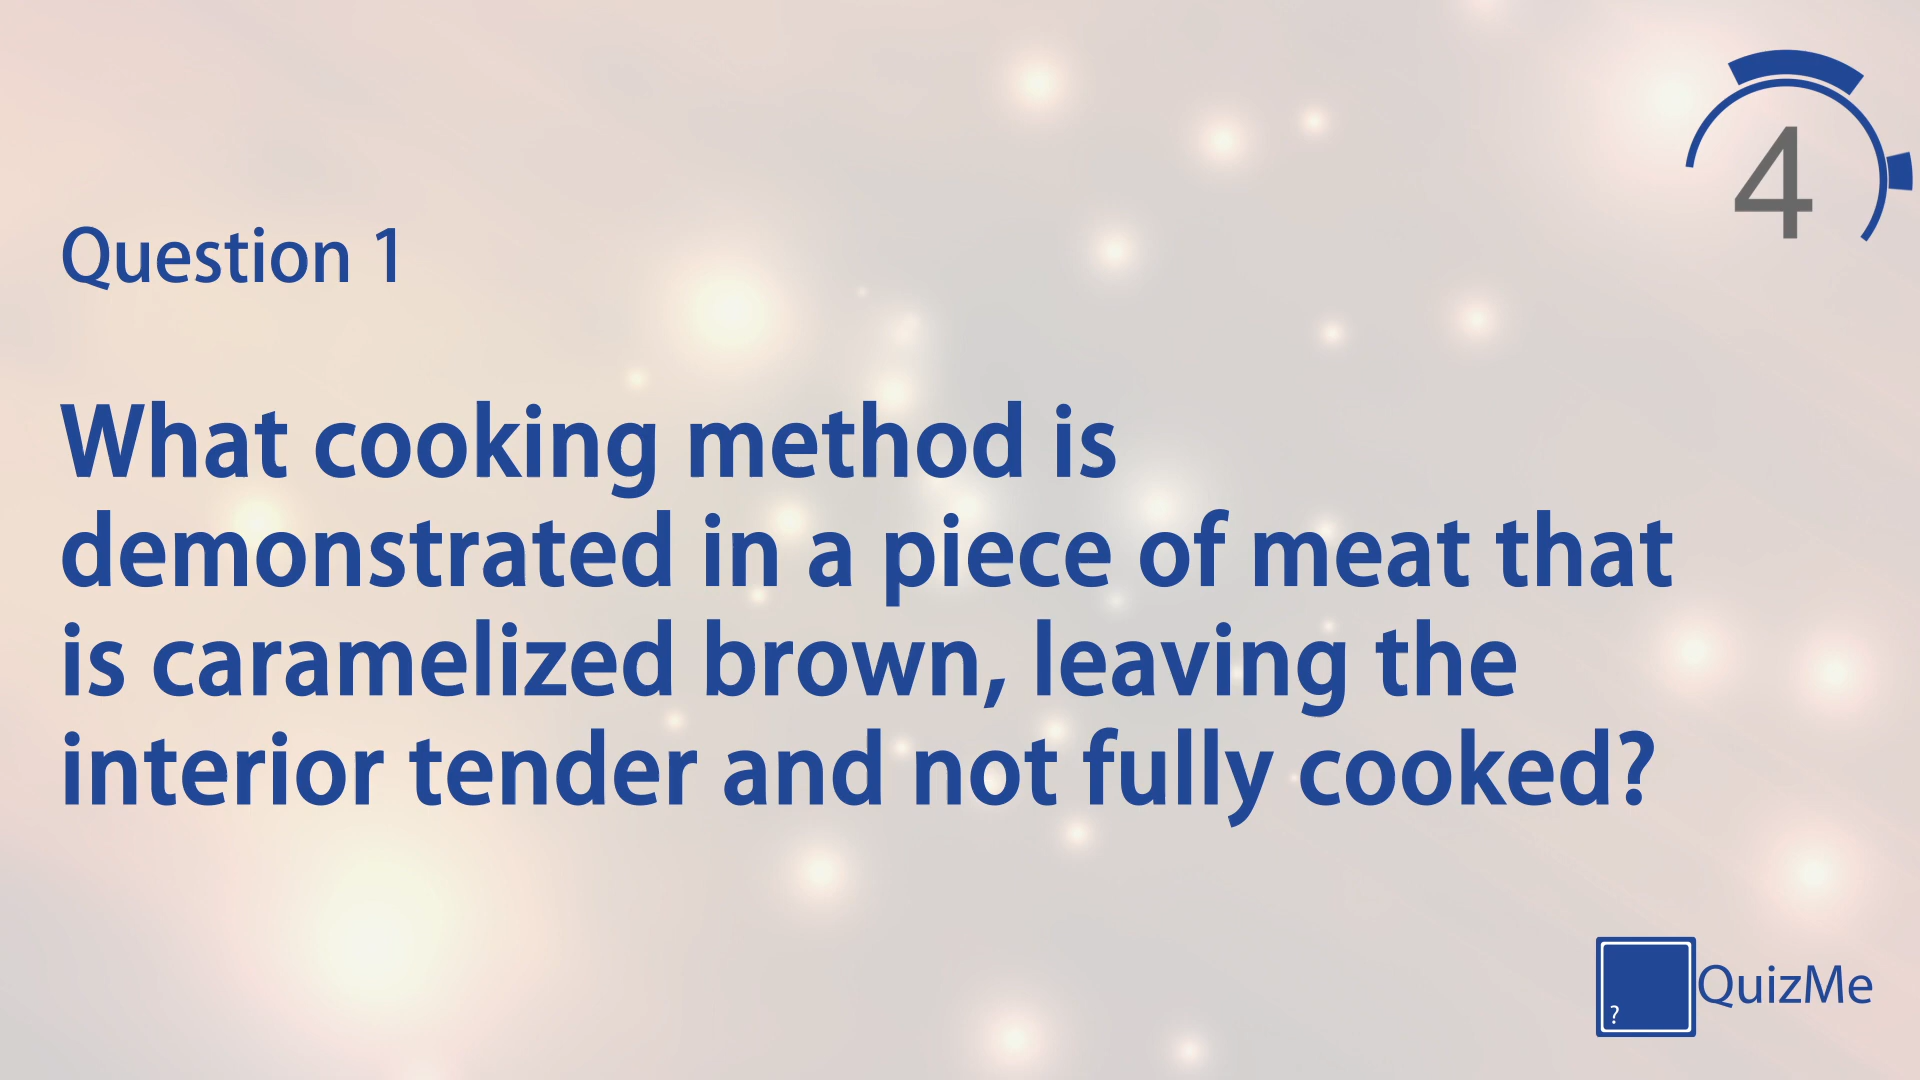 4
Question 1
What cooking method is
demonstrated in a piece of meat that
is caramelized brown, leaving the
interior tender and not fully cooked?
?
QuizMe